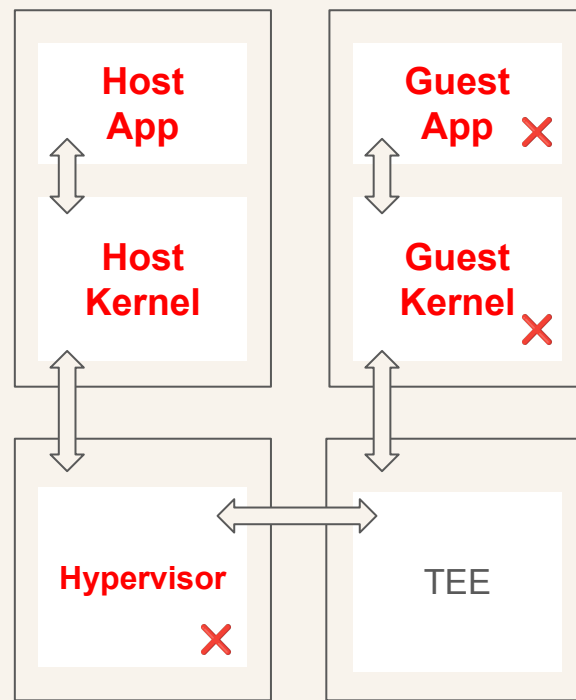 Host
App
Guest
App
Host
Kernel
Guest
Kernel
Hypervisor
TEE